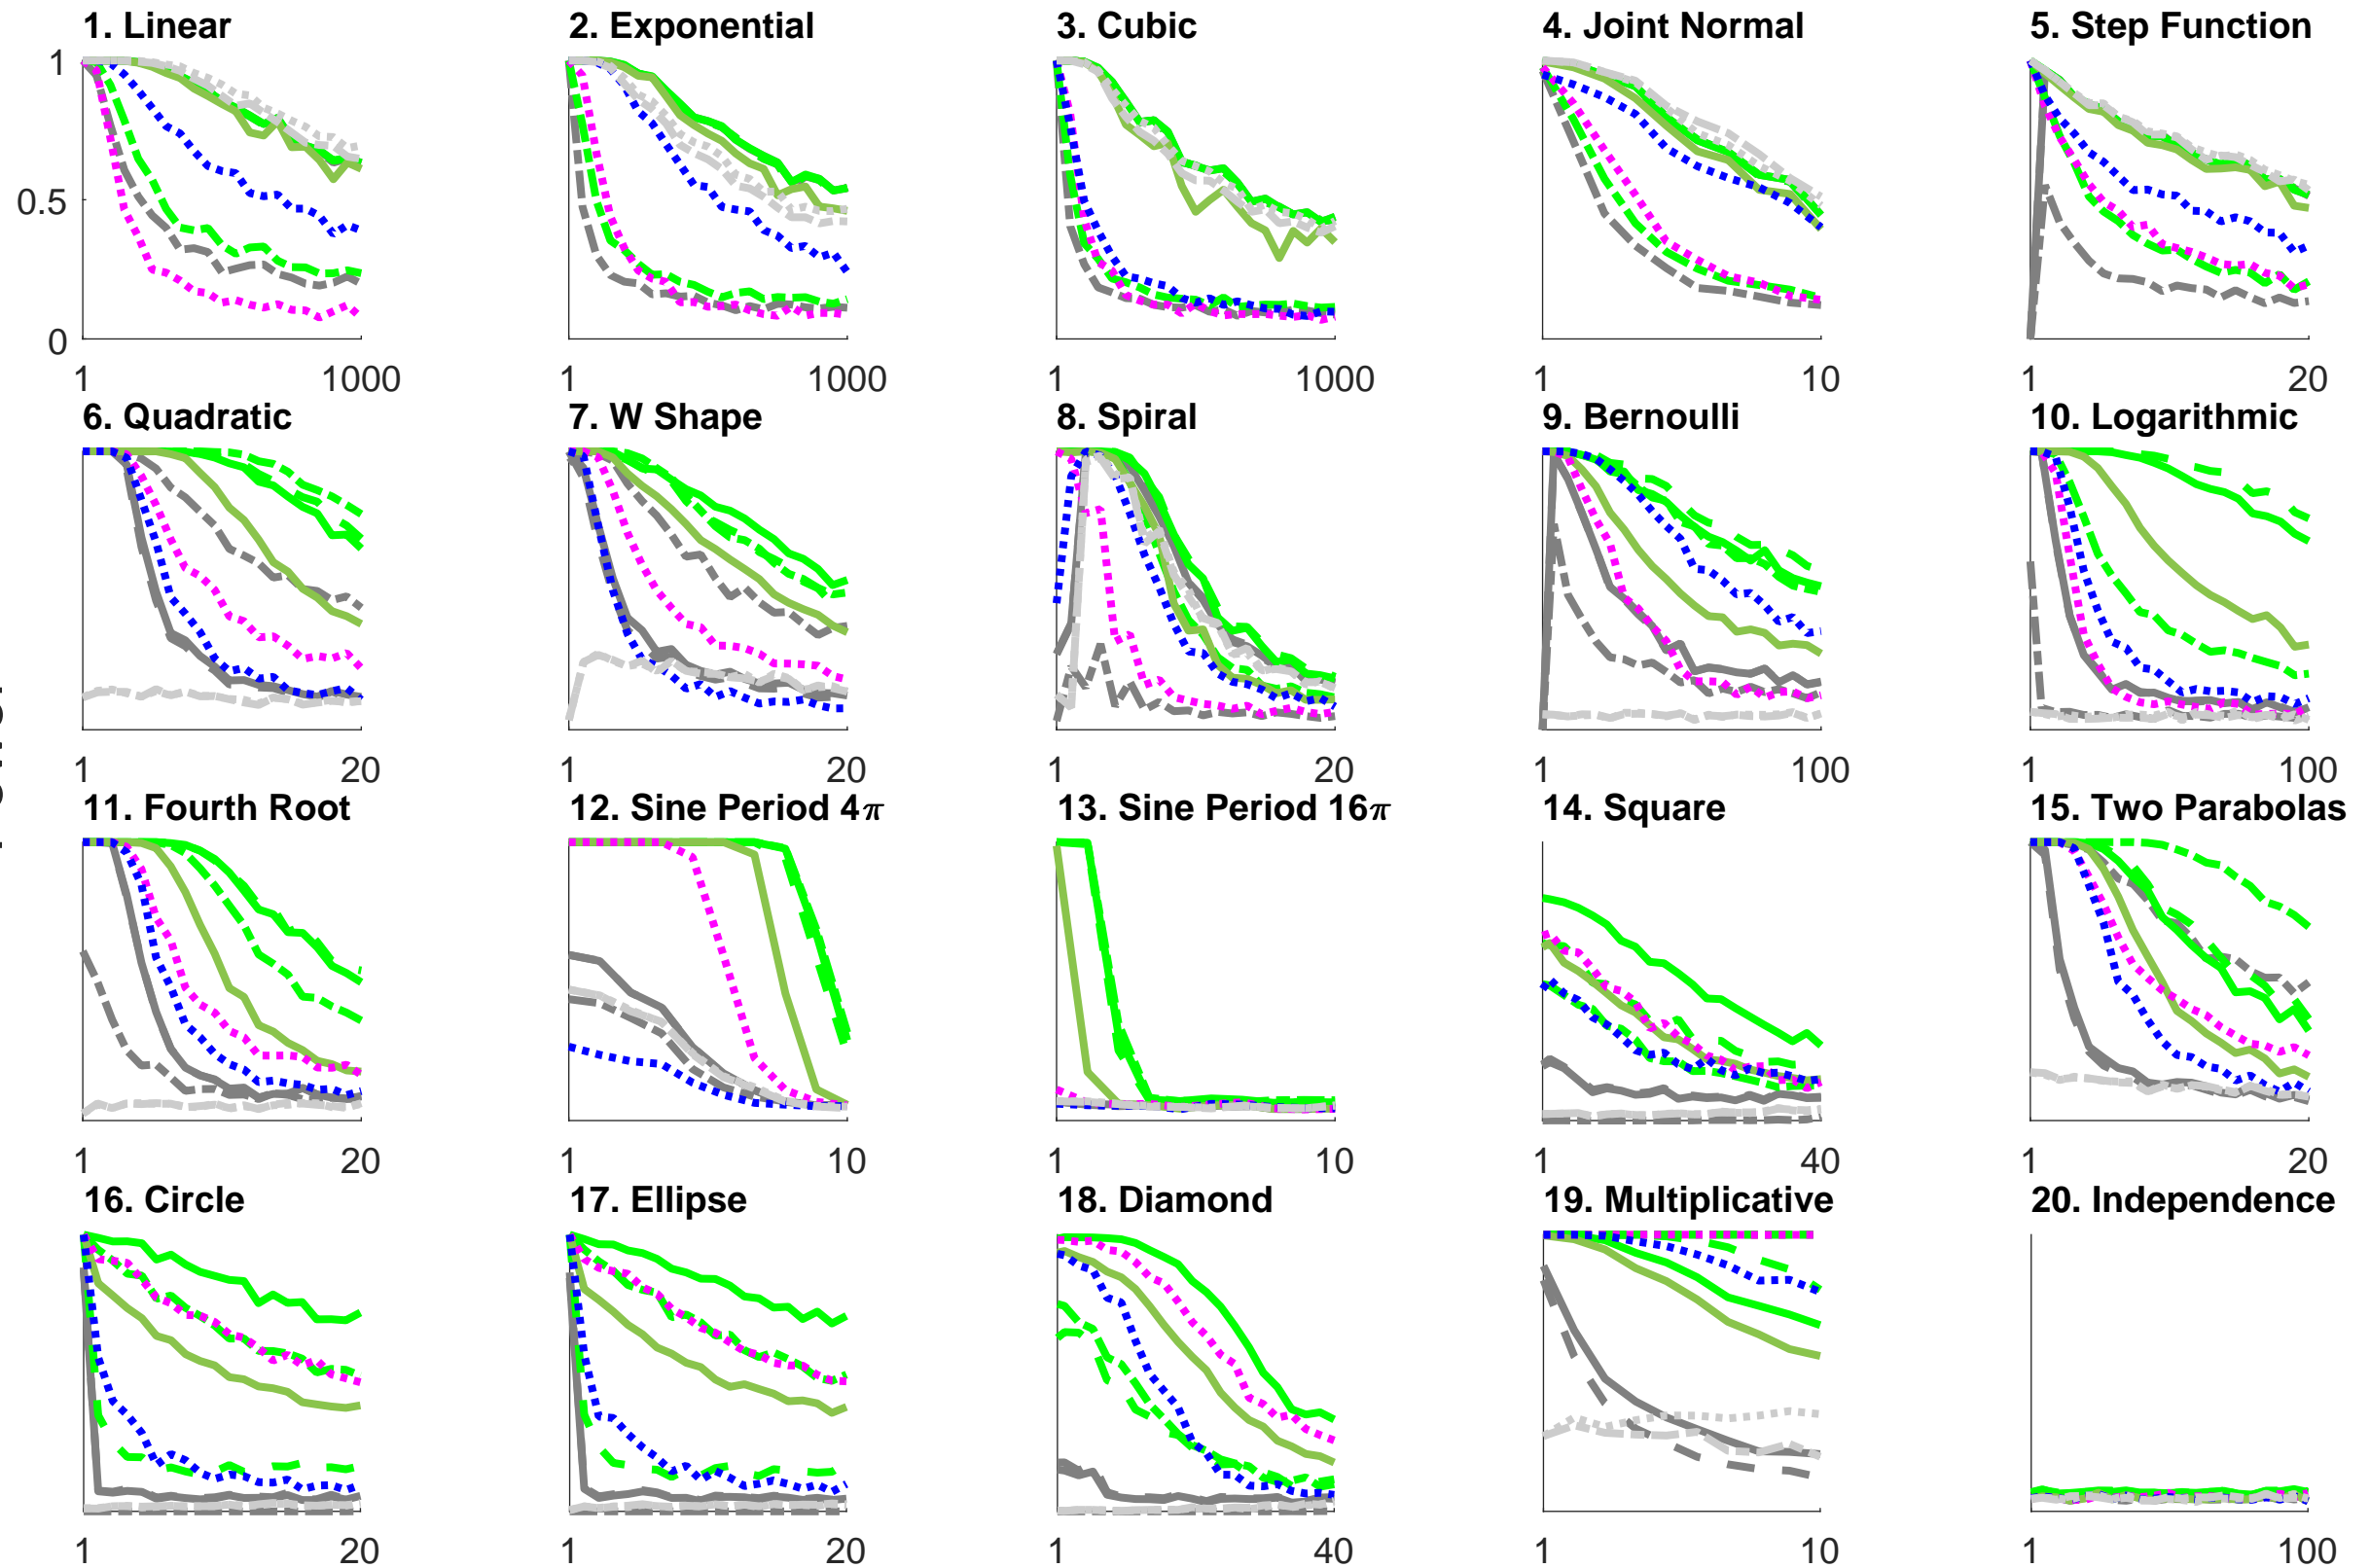 1. Linear 2. Exponential 3. Cubic 4. Joint Normal 5. Step Function
1
0.5
0
1 1000 1 1000 1 1000 1 10 1 20
6. Quadratic 7. W Shape 8. Spiral 9. Bernoulli 10. Logarithmic
1 20 1 20 1 20 1 100 1 100
11. Fourth Root 12. Sine Period 4π 13. Sine Period 16π 14. Square 15. Two Parabolas
1 20 1 10 1 10 1 40 1 20
16. Circle 17. Ellipse 18. Diamond 19. Multiplicative 20. Independence
1 20 1 20 1 40 1 10 1 100